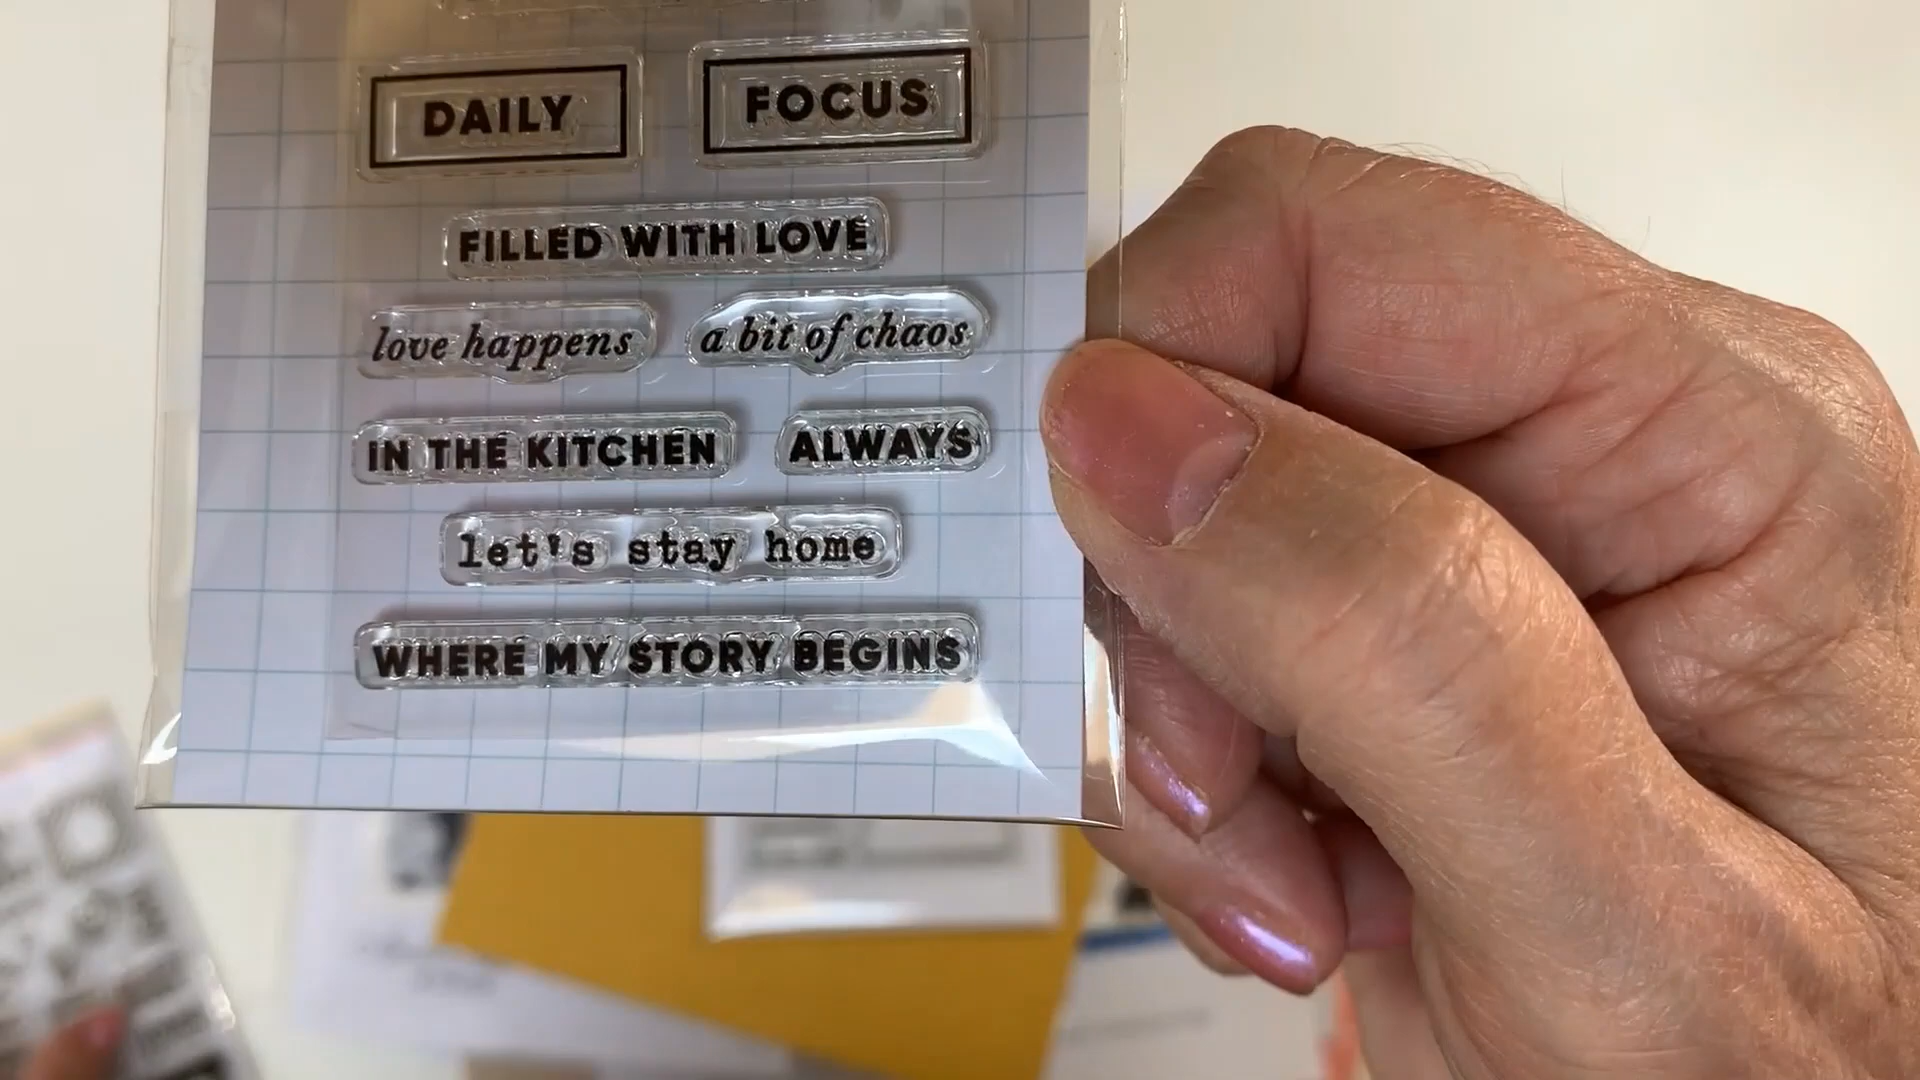 DAILY FOCUS
FILLED WITH LOVE
love happens a bit of chaos
IN THE KITCHEN ALWAYS
let's stay home
WHERE MY STORY BEGINS